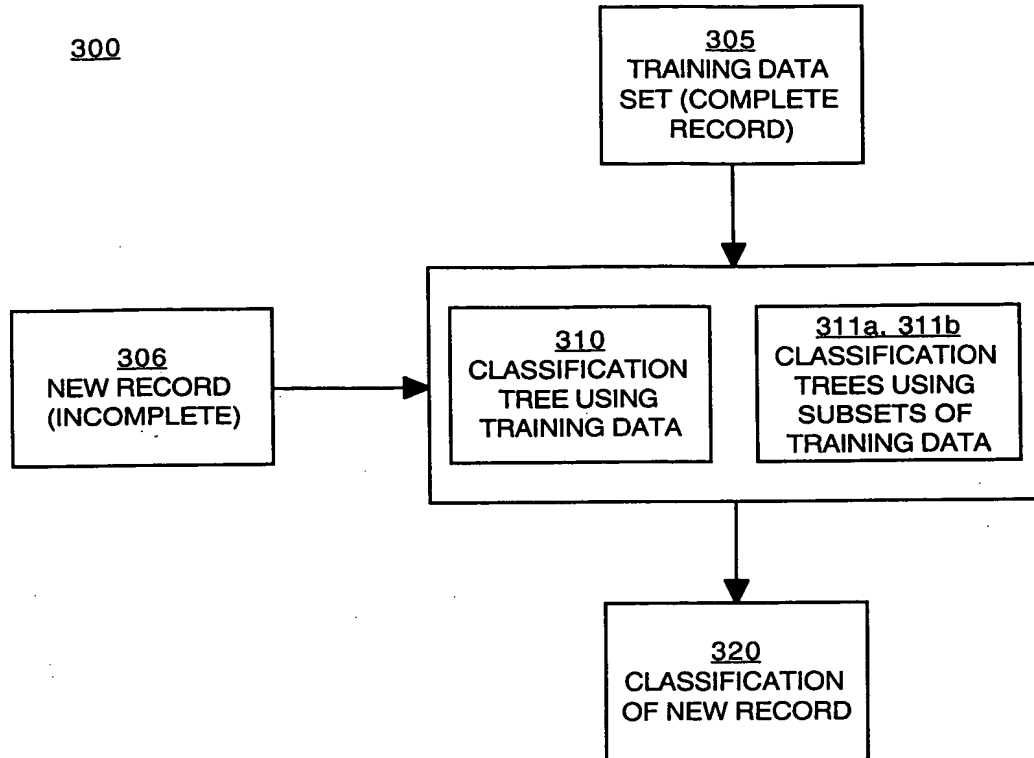 300
305
TRAINING DATA
SET (COMPLETE
RECORD)
306
NEW RECORD
(INCOMPLETE)
310
CLASSIFICATION
TREE USING
TRAINING DATA
311a, 311b
CLASSIFICATION
TREES USING
SUBSETS OF
TRAINING DATA
320
CLASSIFICATION
OF NEW RECORD